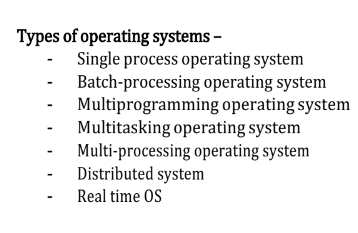 Types of operating systems –
- Single process operating system
- Batch-processing operating system
- Multiprogramming operating system
- Multitasking operating system
- Multi-processing operating system
- Distributed system
- Real time OS